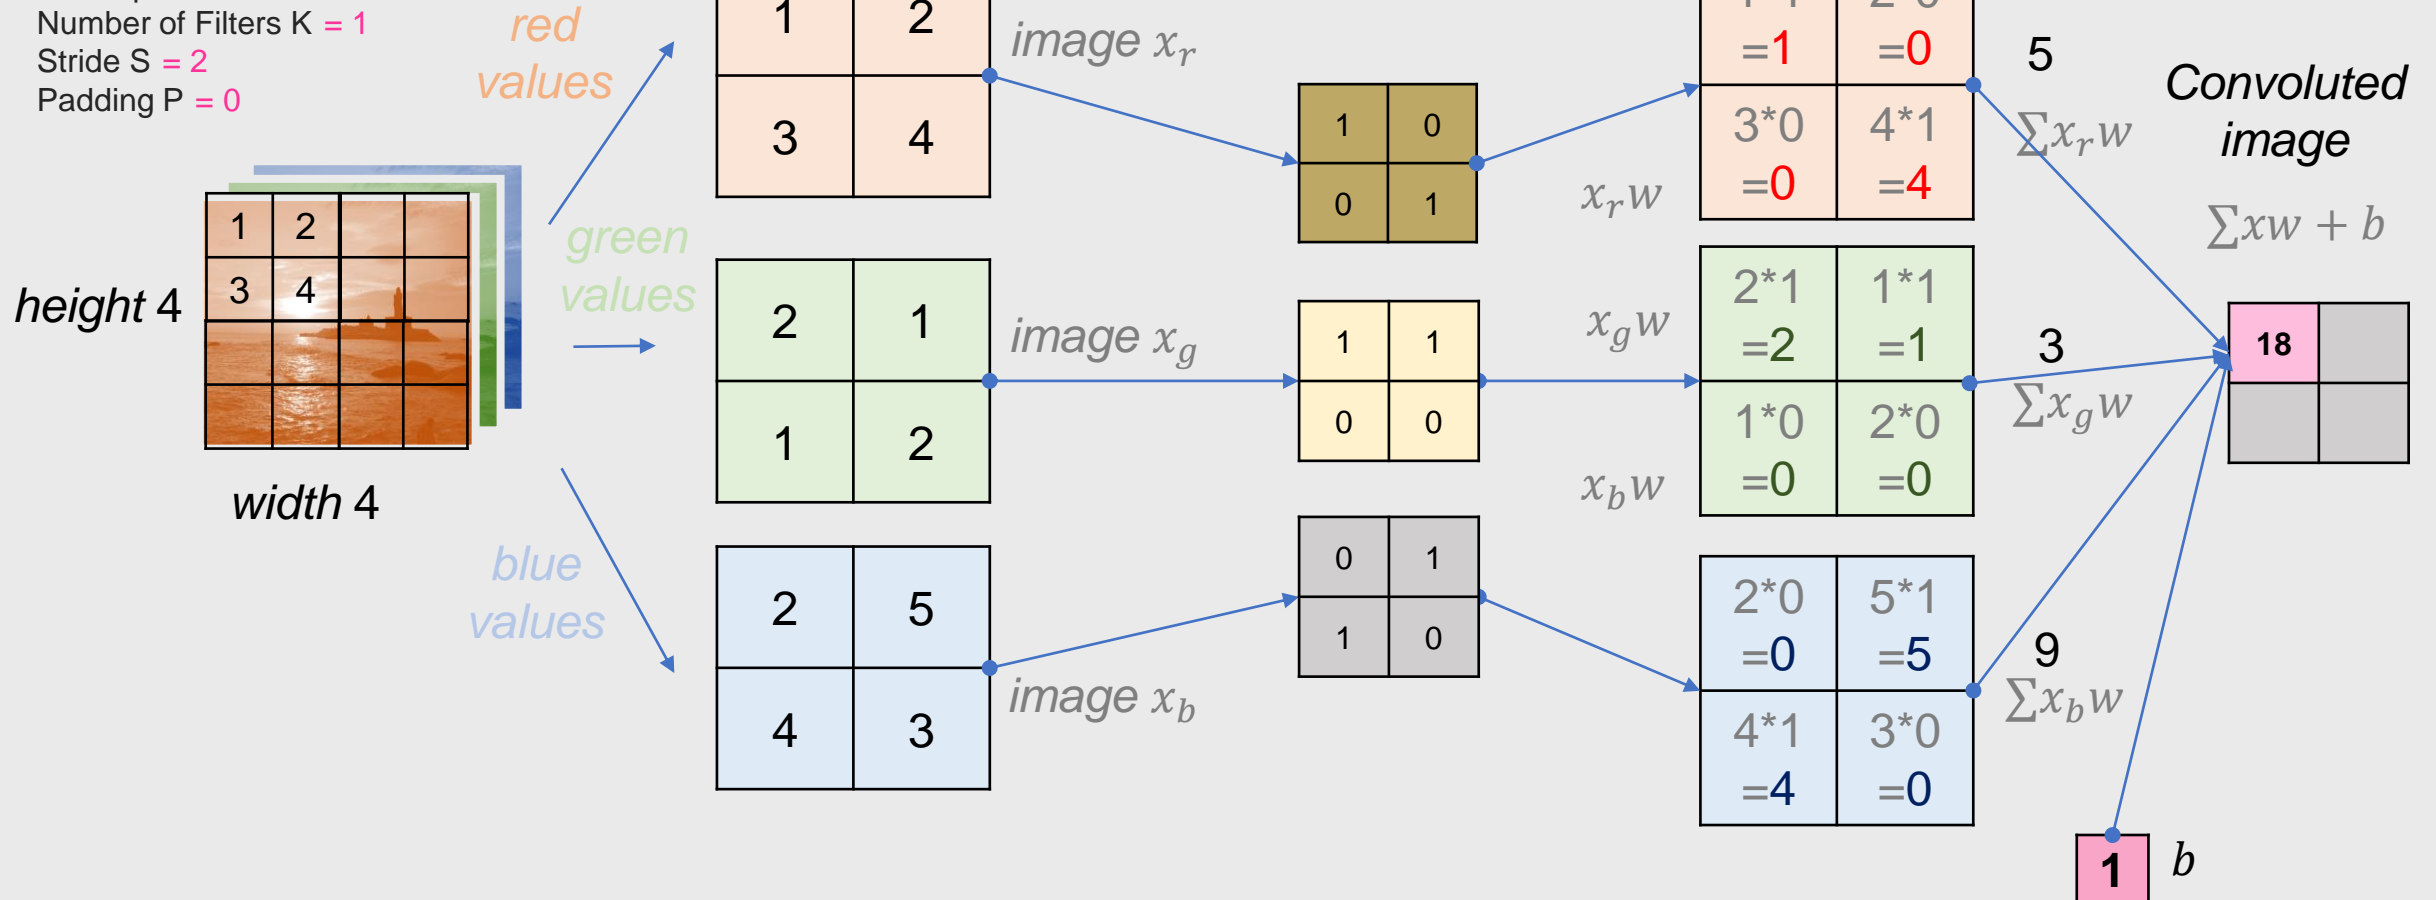 Number of Filters K = 1
Stride S = 2
Padding P = 0
red
values
1 2
3 4
image x_r
1 0
0 1
x_r w
=1 =0
3*0 4*1
=0 =4
5
∑x_r w
Convoluted
image
∑xw + b
1 2
3 4
height 4
width 4
green
values
2 1
1 2
image x_g
1 1
0 0
x_g w
2*1 1*1
=2 =1
1*0 2*0
=0 =0
3
∑x_g w
18
x_b w
blue
values
2 5
4 3
image x_b
0 1
1 0
2*0 5*1
=0 =5
4*1 3*0
=4 =0
9
∑x_b w
1 b